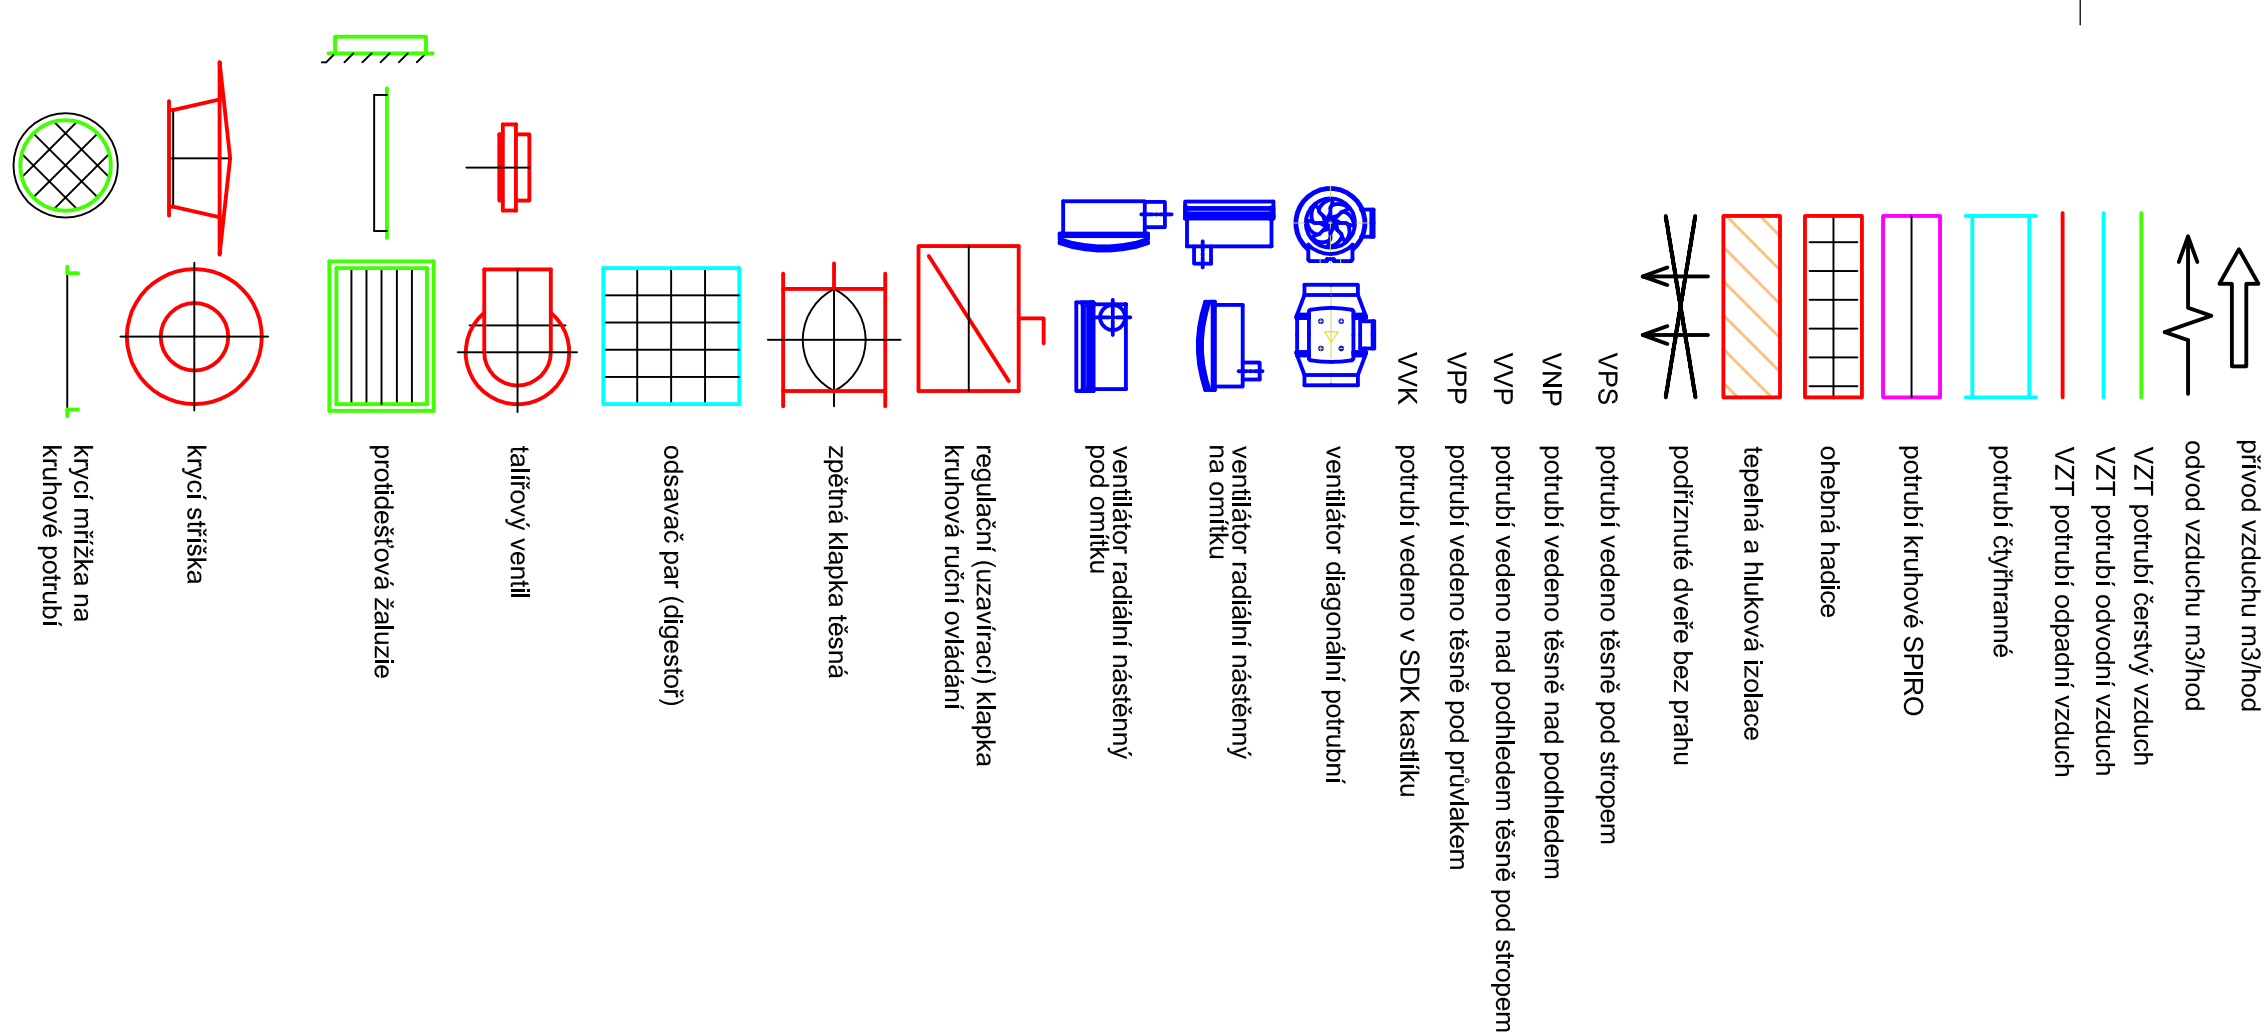 přívod vzduchu m3/hod
odvod vzduchu m3/hod
VZT potrubí čerstvý vzduch
VZT potrubí odvodní vzduch
VZT potrubí odpadní vzduch
potrubí čtyřhranné
potrubí kruhové SPIRO
ohebná hadice
tepelná a hluková izolace
podříznuté dveře bez prahu
VPS potrubí vedeno těsně pod stropem
VNP potrubí vedeno těsně nad podhledem
VVP potrubí vedeno nad podhledem těsně pod stropem
VPP potrubí vedeno těsně pod průvlakem
VVK potrubí vedeno v SDK kastlíku
ventilátor diagonální potrubní
ventilátor radiální nástěnný
na omítku
ventilátor radiální nástěnný
pod omítku
regulační (uzavírací) klapka
kruhová ruční ovládání
zpětná klapka těsná
odsavač par (digestoř)
talířový ventil
protidešťová žaluzie
krycí stříška
krycí mřížka na
kruhové potrubí